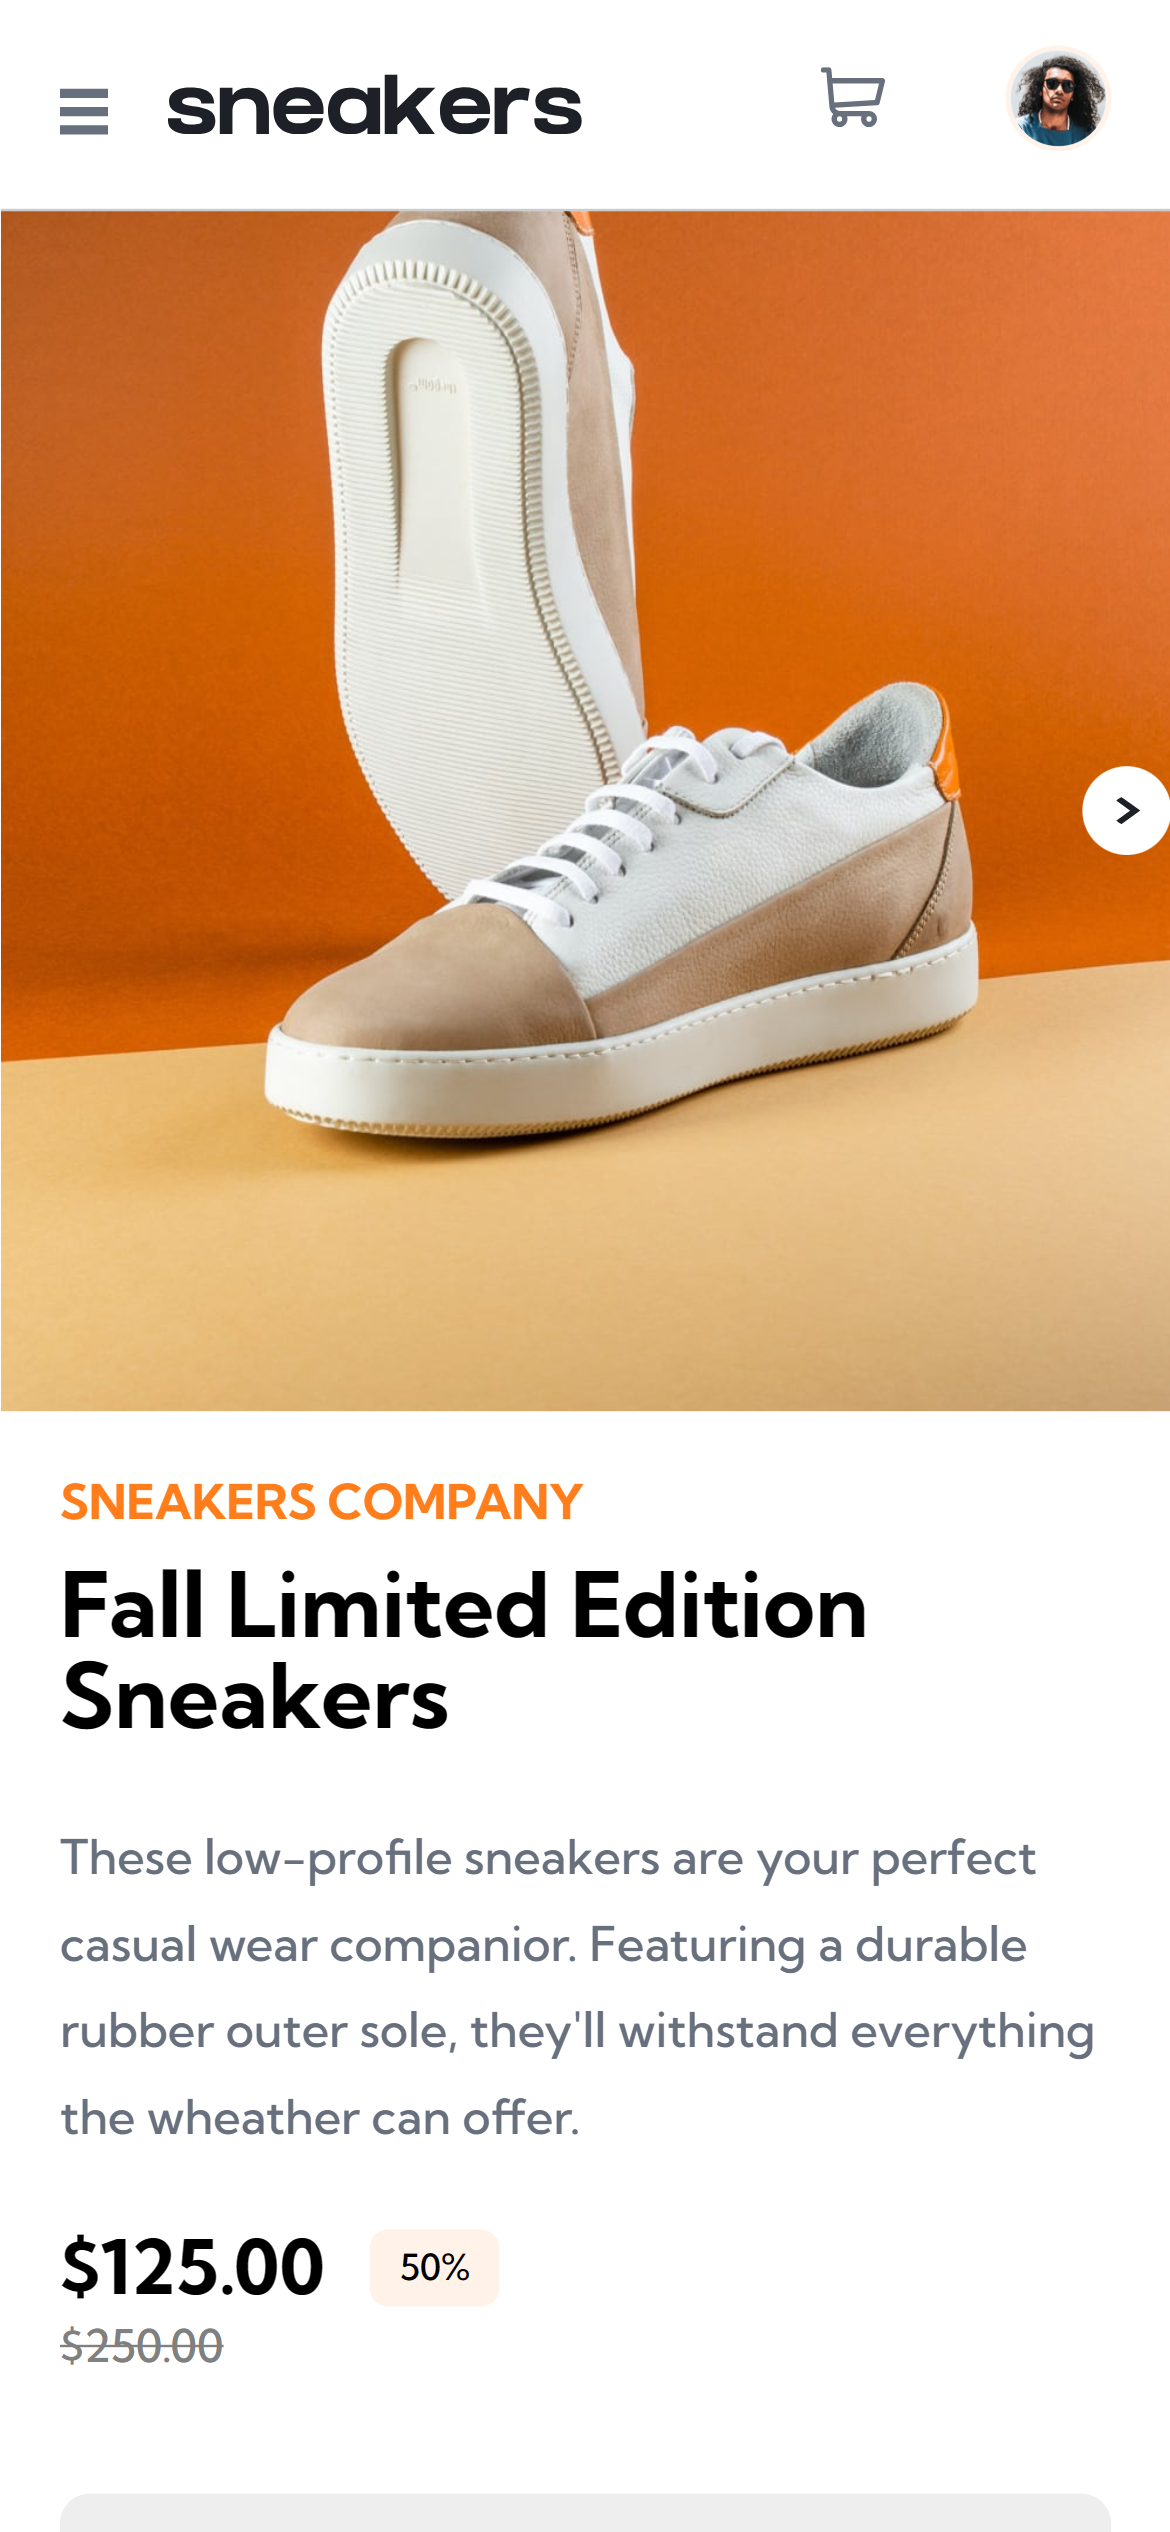 sneakers
SNEAKERS COMPANY
Fall Limited Edition
Sneakers
These low-profile sneakers are your perfect
casual wear companior. Featuring a durable
rubber outer sole, they'll withstand everything
the wheather can offer.
$125.00 50%
$250.00